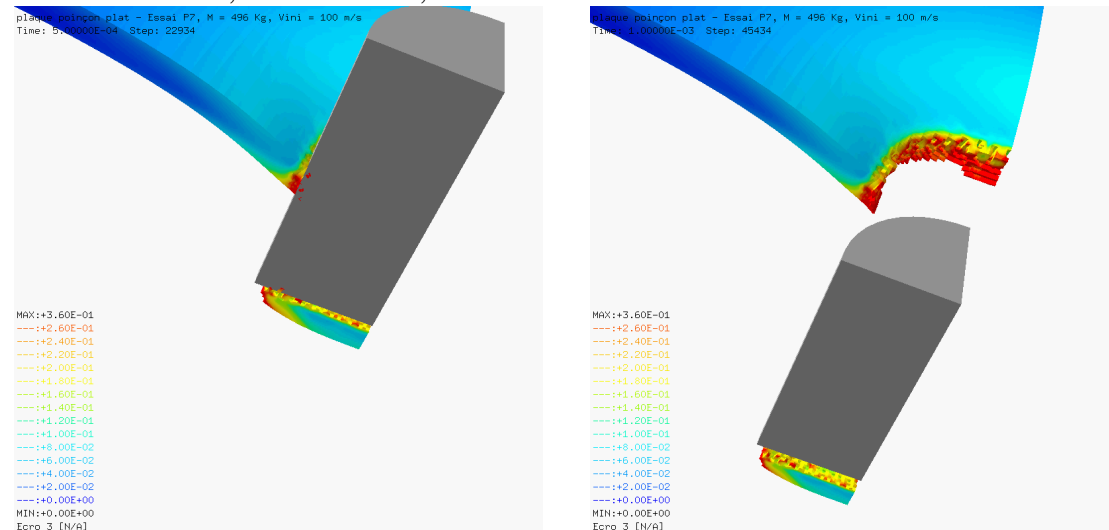 plaque poinçon plat - Essai P7, M = 496 Kg, Vini = 100 m/s
Time: 5.00000E-04 Step: 22934
MAX:+3.60E-01
---:+2.60E-01
---:+2.40E-01
---:+2.20E-01
---:+2.00E-01
---:+1.80E-01
---:+1.60E-01
---:+1.40E-01
---:+1.20E-01
---:+1.00E-01
---:+8.00E-02
---:+6.00E-02
---:+4.00E-02
---:+2.00E-02
---:+0.00E+00
MIN:+0.00E+00
Ecro 3 [N/A]
plaque poinçon plat - Essai P7, M = 496 Kg, Vini = 100 m/s
Time: 1.00000E-03 Step: 45434
MAX:+3.60E-01
---:+2.60E-01
---:+2.40E-01
---:+2.20E-01
---:+2.00E-01
---:+1.80E-01
---:+1.60E-01
---:+1.40E-01
---:+1.20E-01
---:+1.00E-01
---:+8.00E-02
---:+6.00E-02
---:+4.00E-02
---:+2.00E-02
---:+0.00E+00
MIN:+0.00E+00
Ecro 3 [N/A]